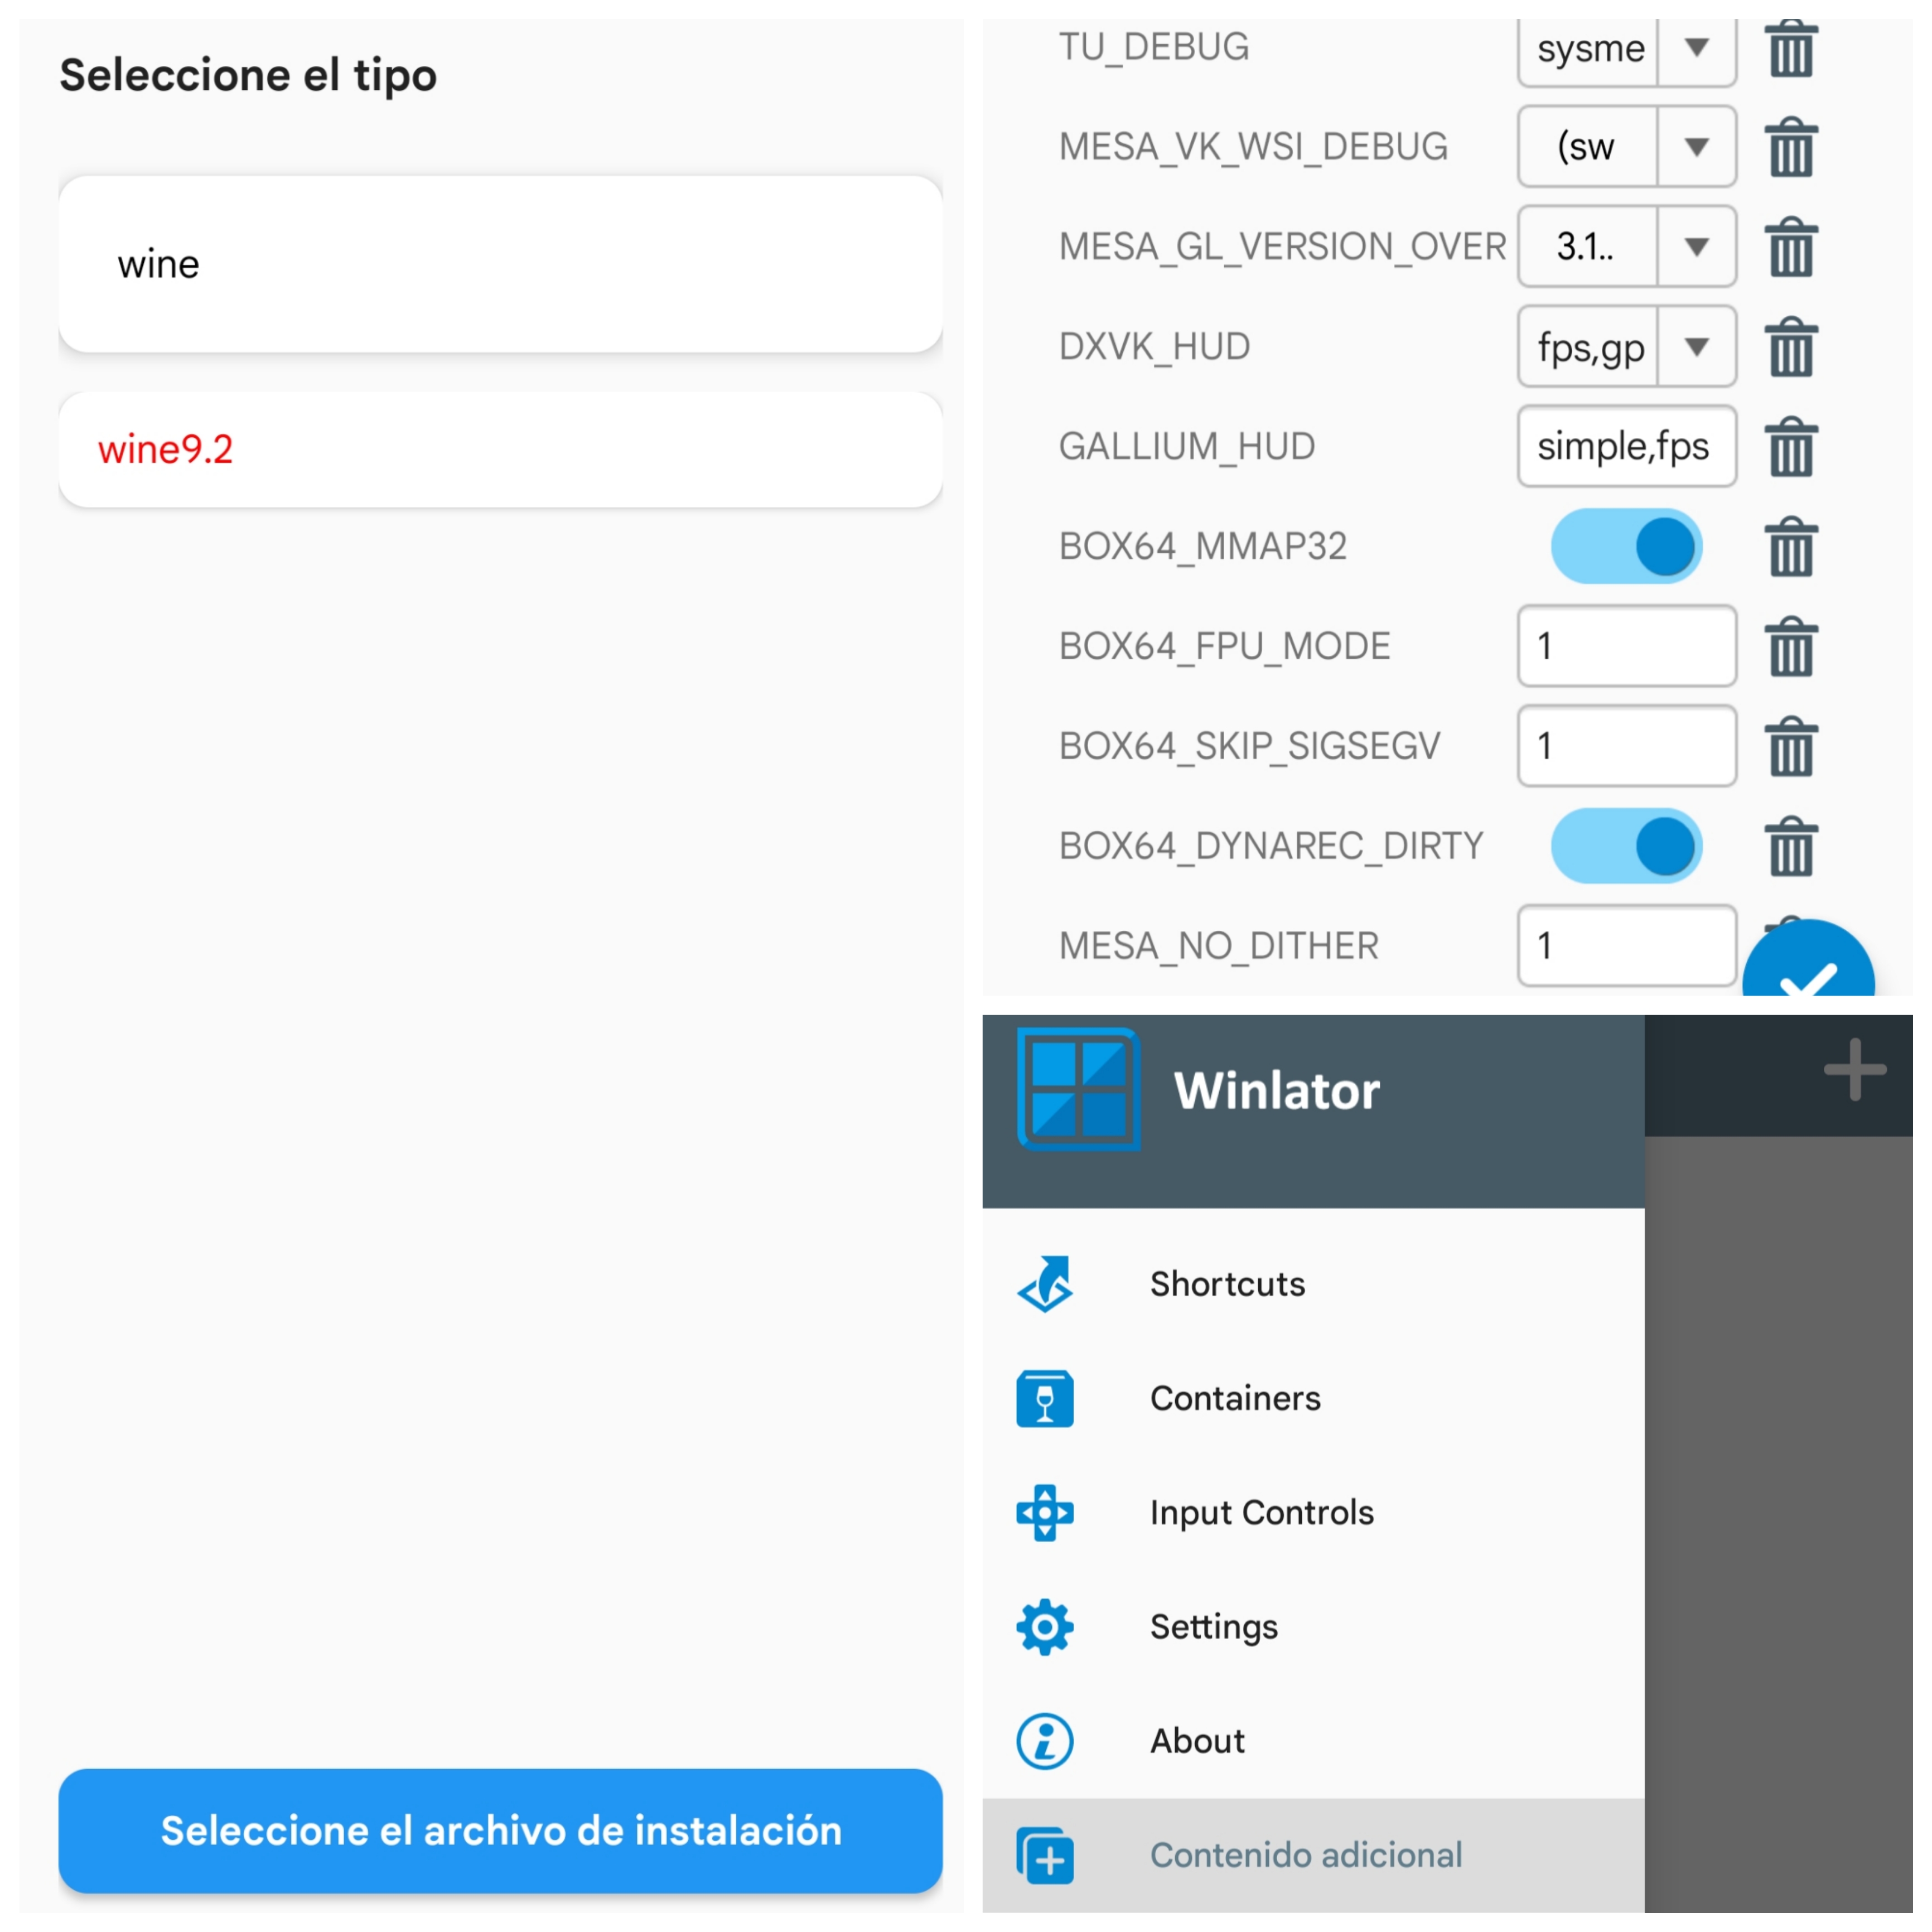 Seleccione el tipo
wine
wine9.2
Seleccione el archivo de instalación
TU_DEBUG sysme
MESA_VK_WSI_DEBUG (sw
MESA_GL_VERSION_OVER 3.1..
DXVK_HUD fps,gp
GALLIUM_HUD simple,fps
BOX64_MMAP32
BOX64_FPU_MODE 1
BOX64_SKIP_SIGSEGV 1
BOX64_DYNAREC_DIRTY
MESA_NO_DITHER 1
Winlator
Shortcuts
Containers
Input Controls
Settings
About
Contenido adicional